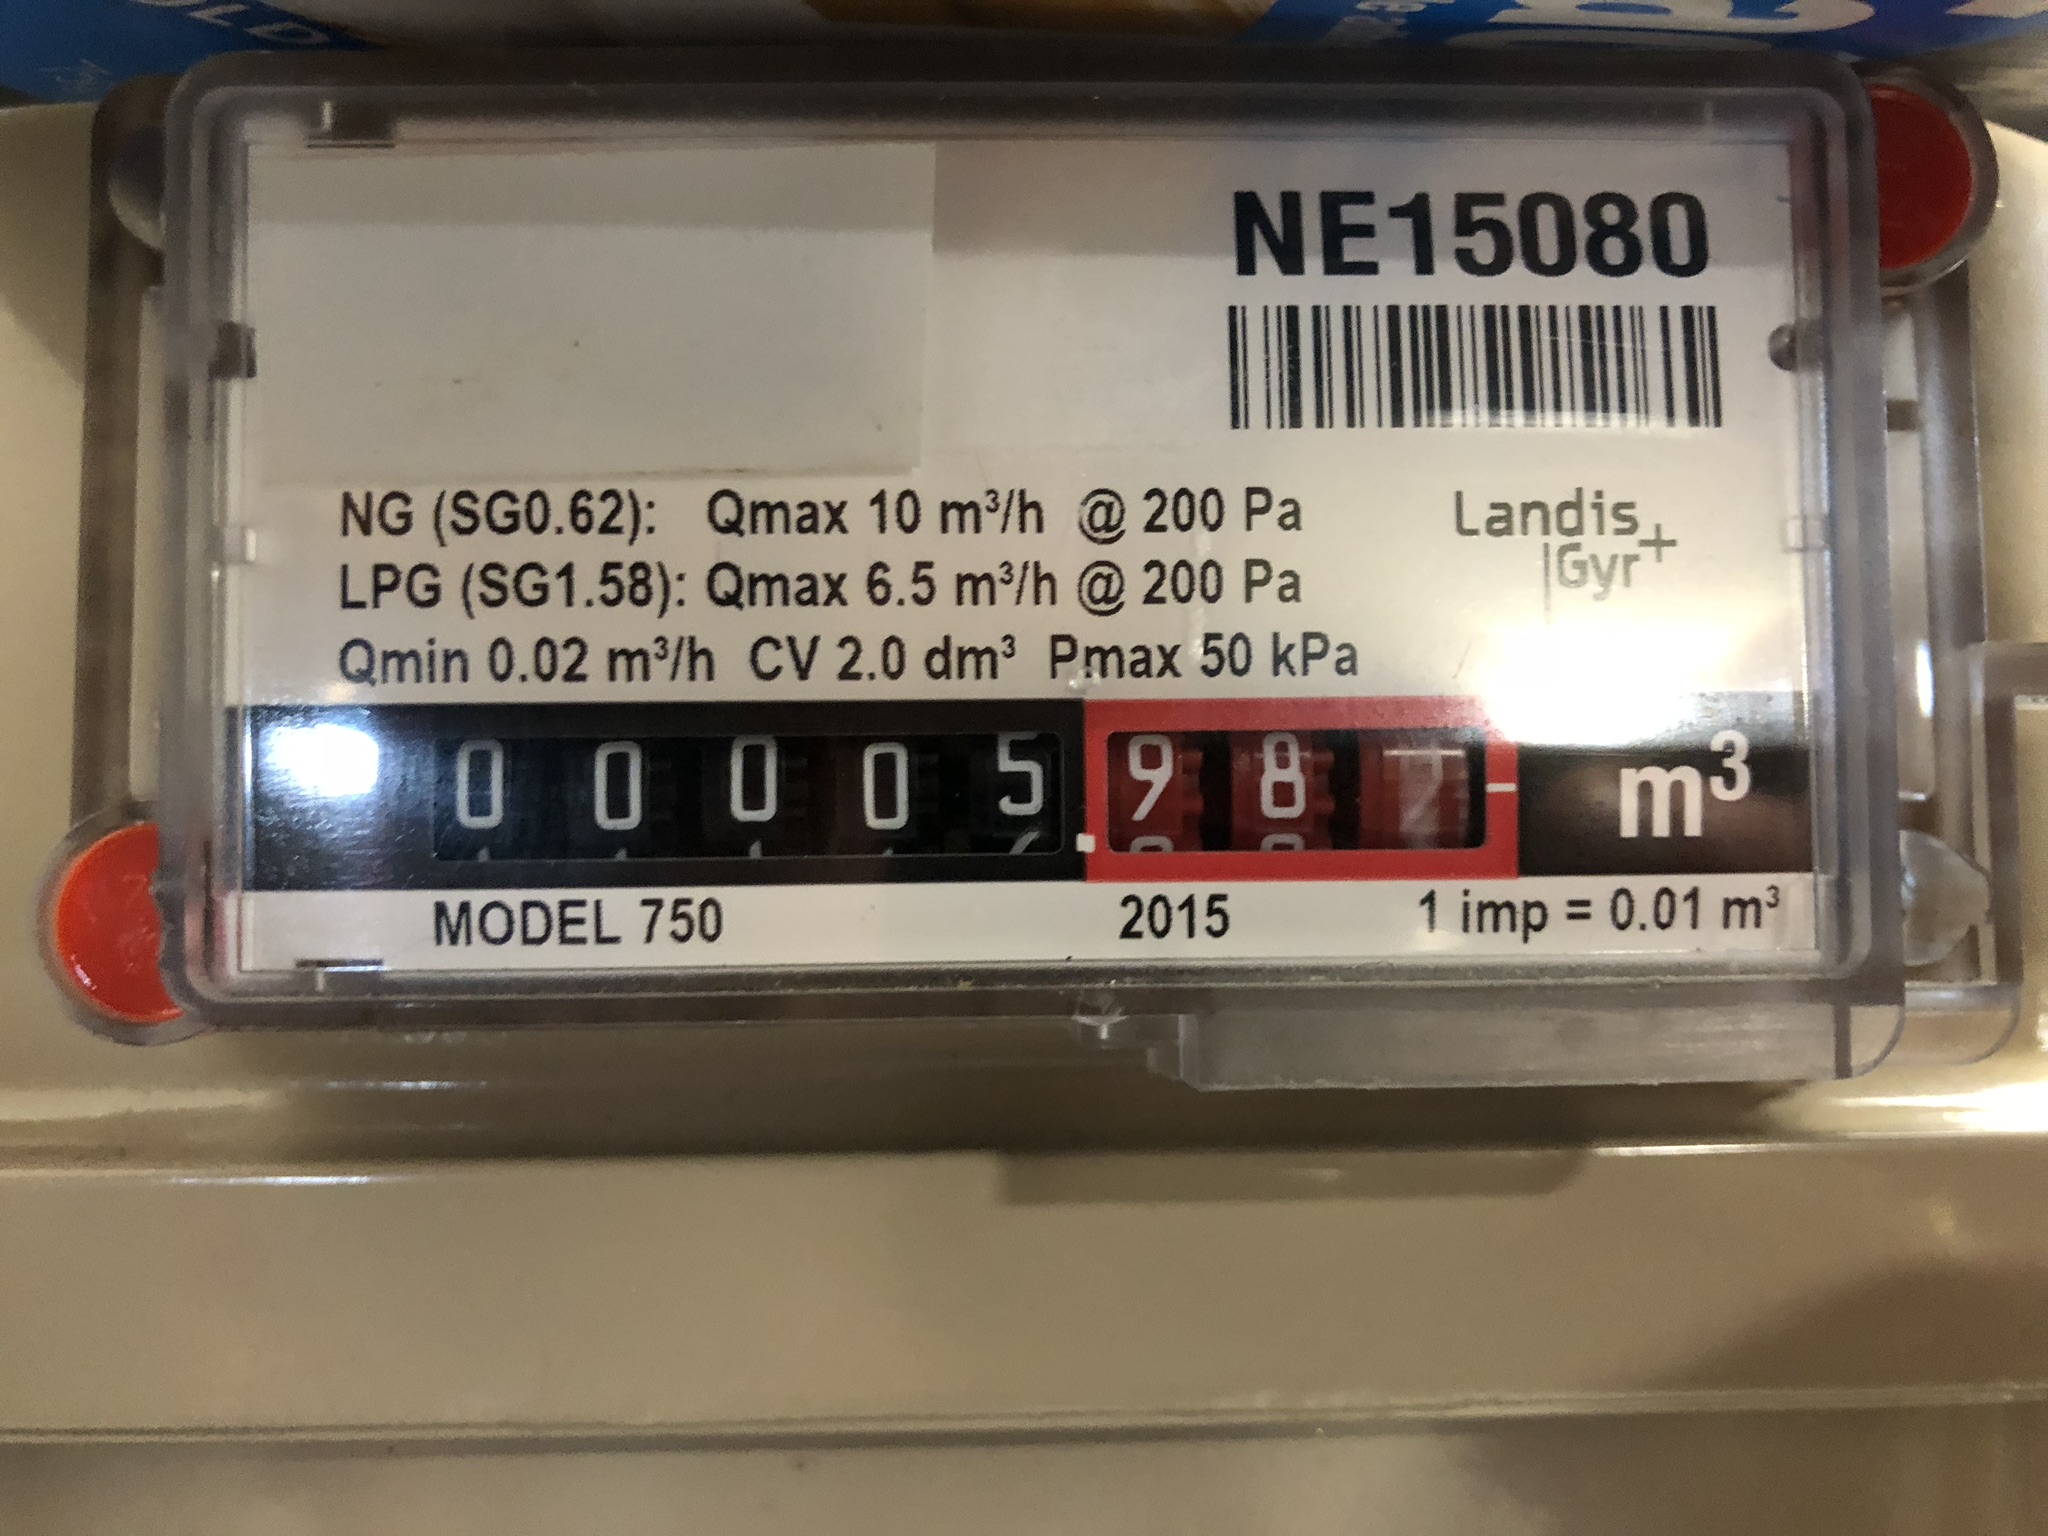 NE15080
NG (SG0.62): Qmax 10 m³/h @ 200 Pa
LPG (SG1.58): Qmax 6.5 m³/h @ 200 Pa
Qmin 0.02 m³/h CV 2.0 dm³ Pmax 50 kPa
Landis
Gyr+
0 0 0 0 5 9 8 7 m³
MODEL 750 2015 1 imp = 0.01 m³